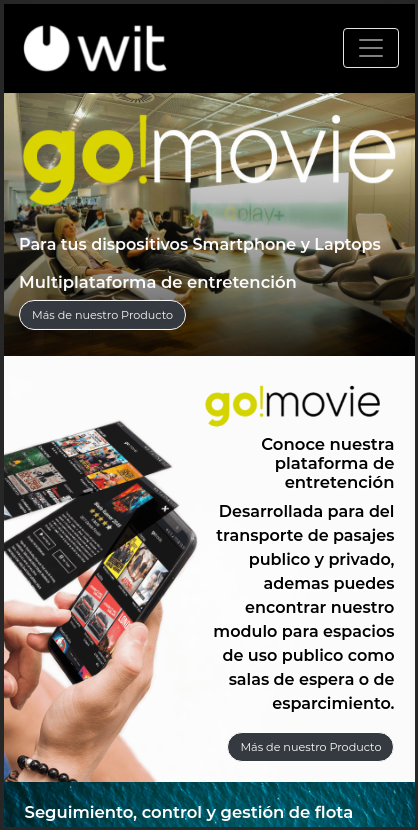 wit
go!movie
play+
Para tus dispositivos Smartphone y Laptops
Multiplataforma de entretención
Más de nuestro Producto
go!movie
Conoce nuestra
plataforma de
entretención
Desarrollada para del
transporte de pasajes
publico y privado,
ademas puedes
encontrar nuestro
modulo para espacios
de uso publico como
salas de espera o de
esparcimiento.
Más de nuestro Producto
Seguimiento, control y gestión de flota